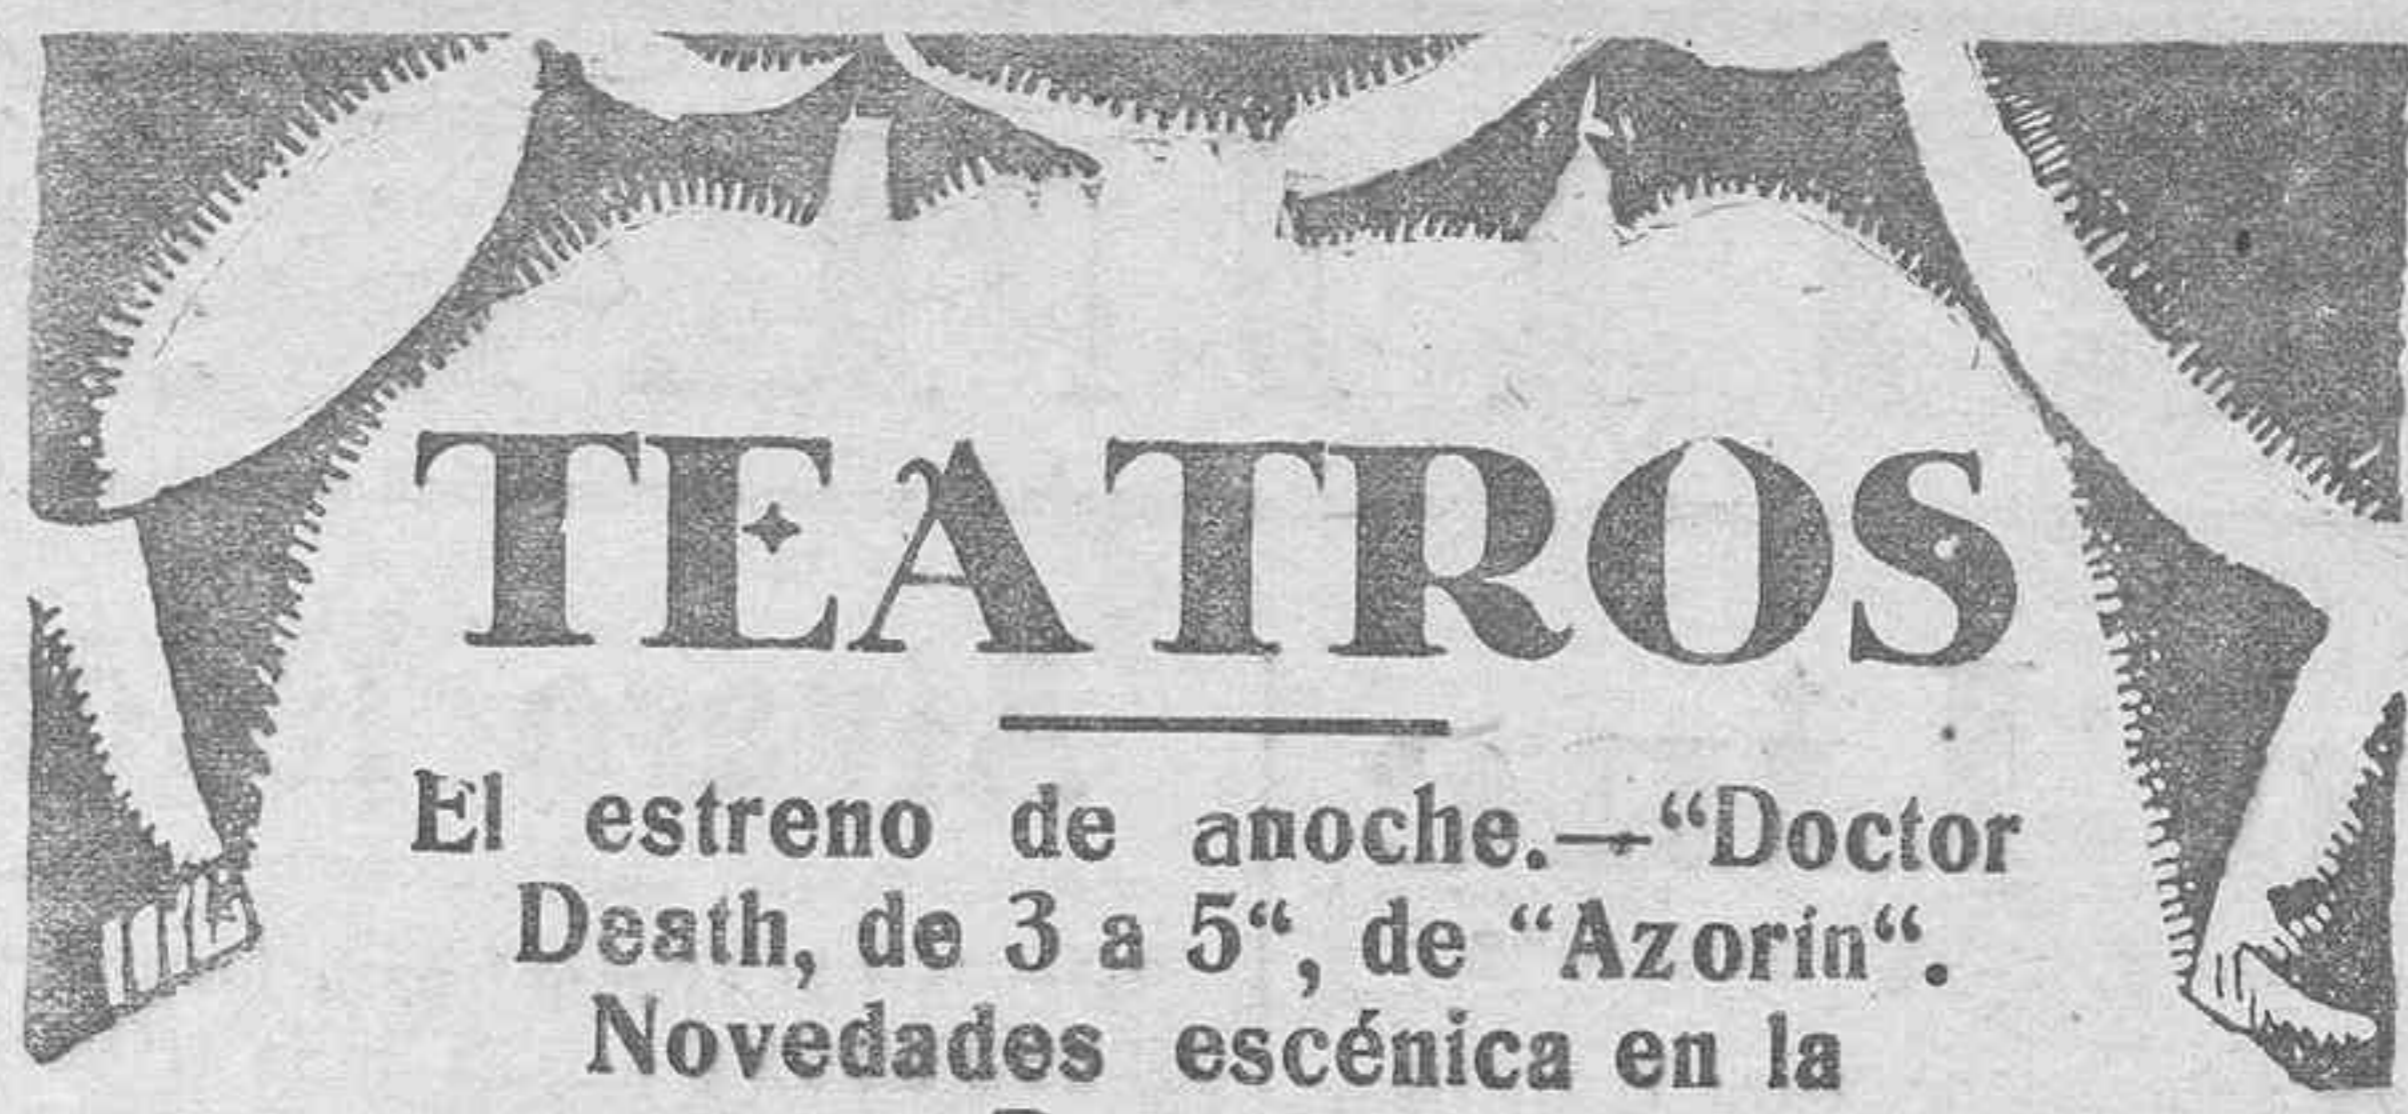 TEATROS
El estreno de anoche.—“Doctor
Death, de 3 a 5“, de “Azorín“.
Novedades escénica en la